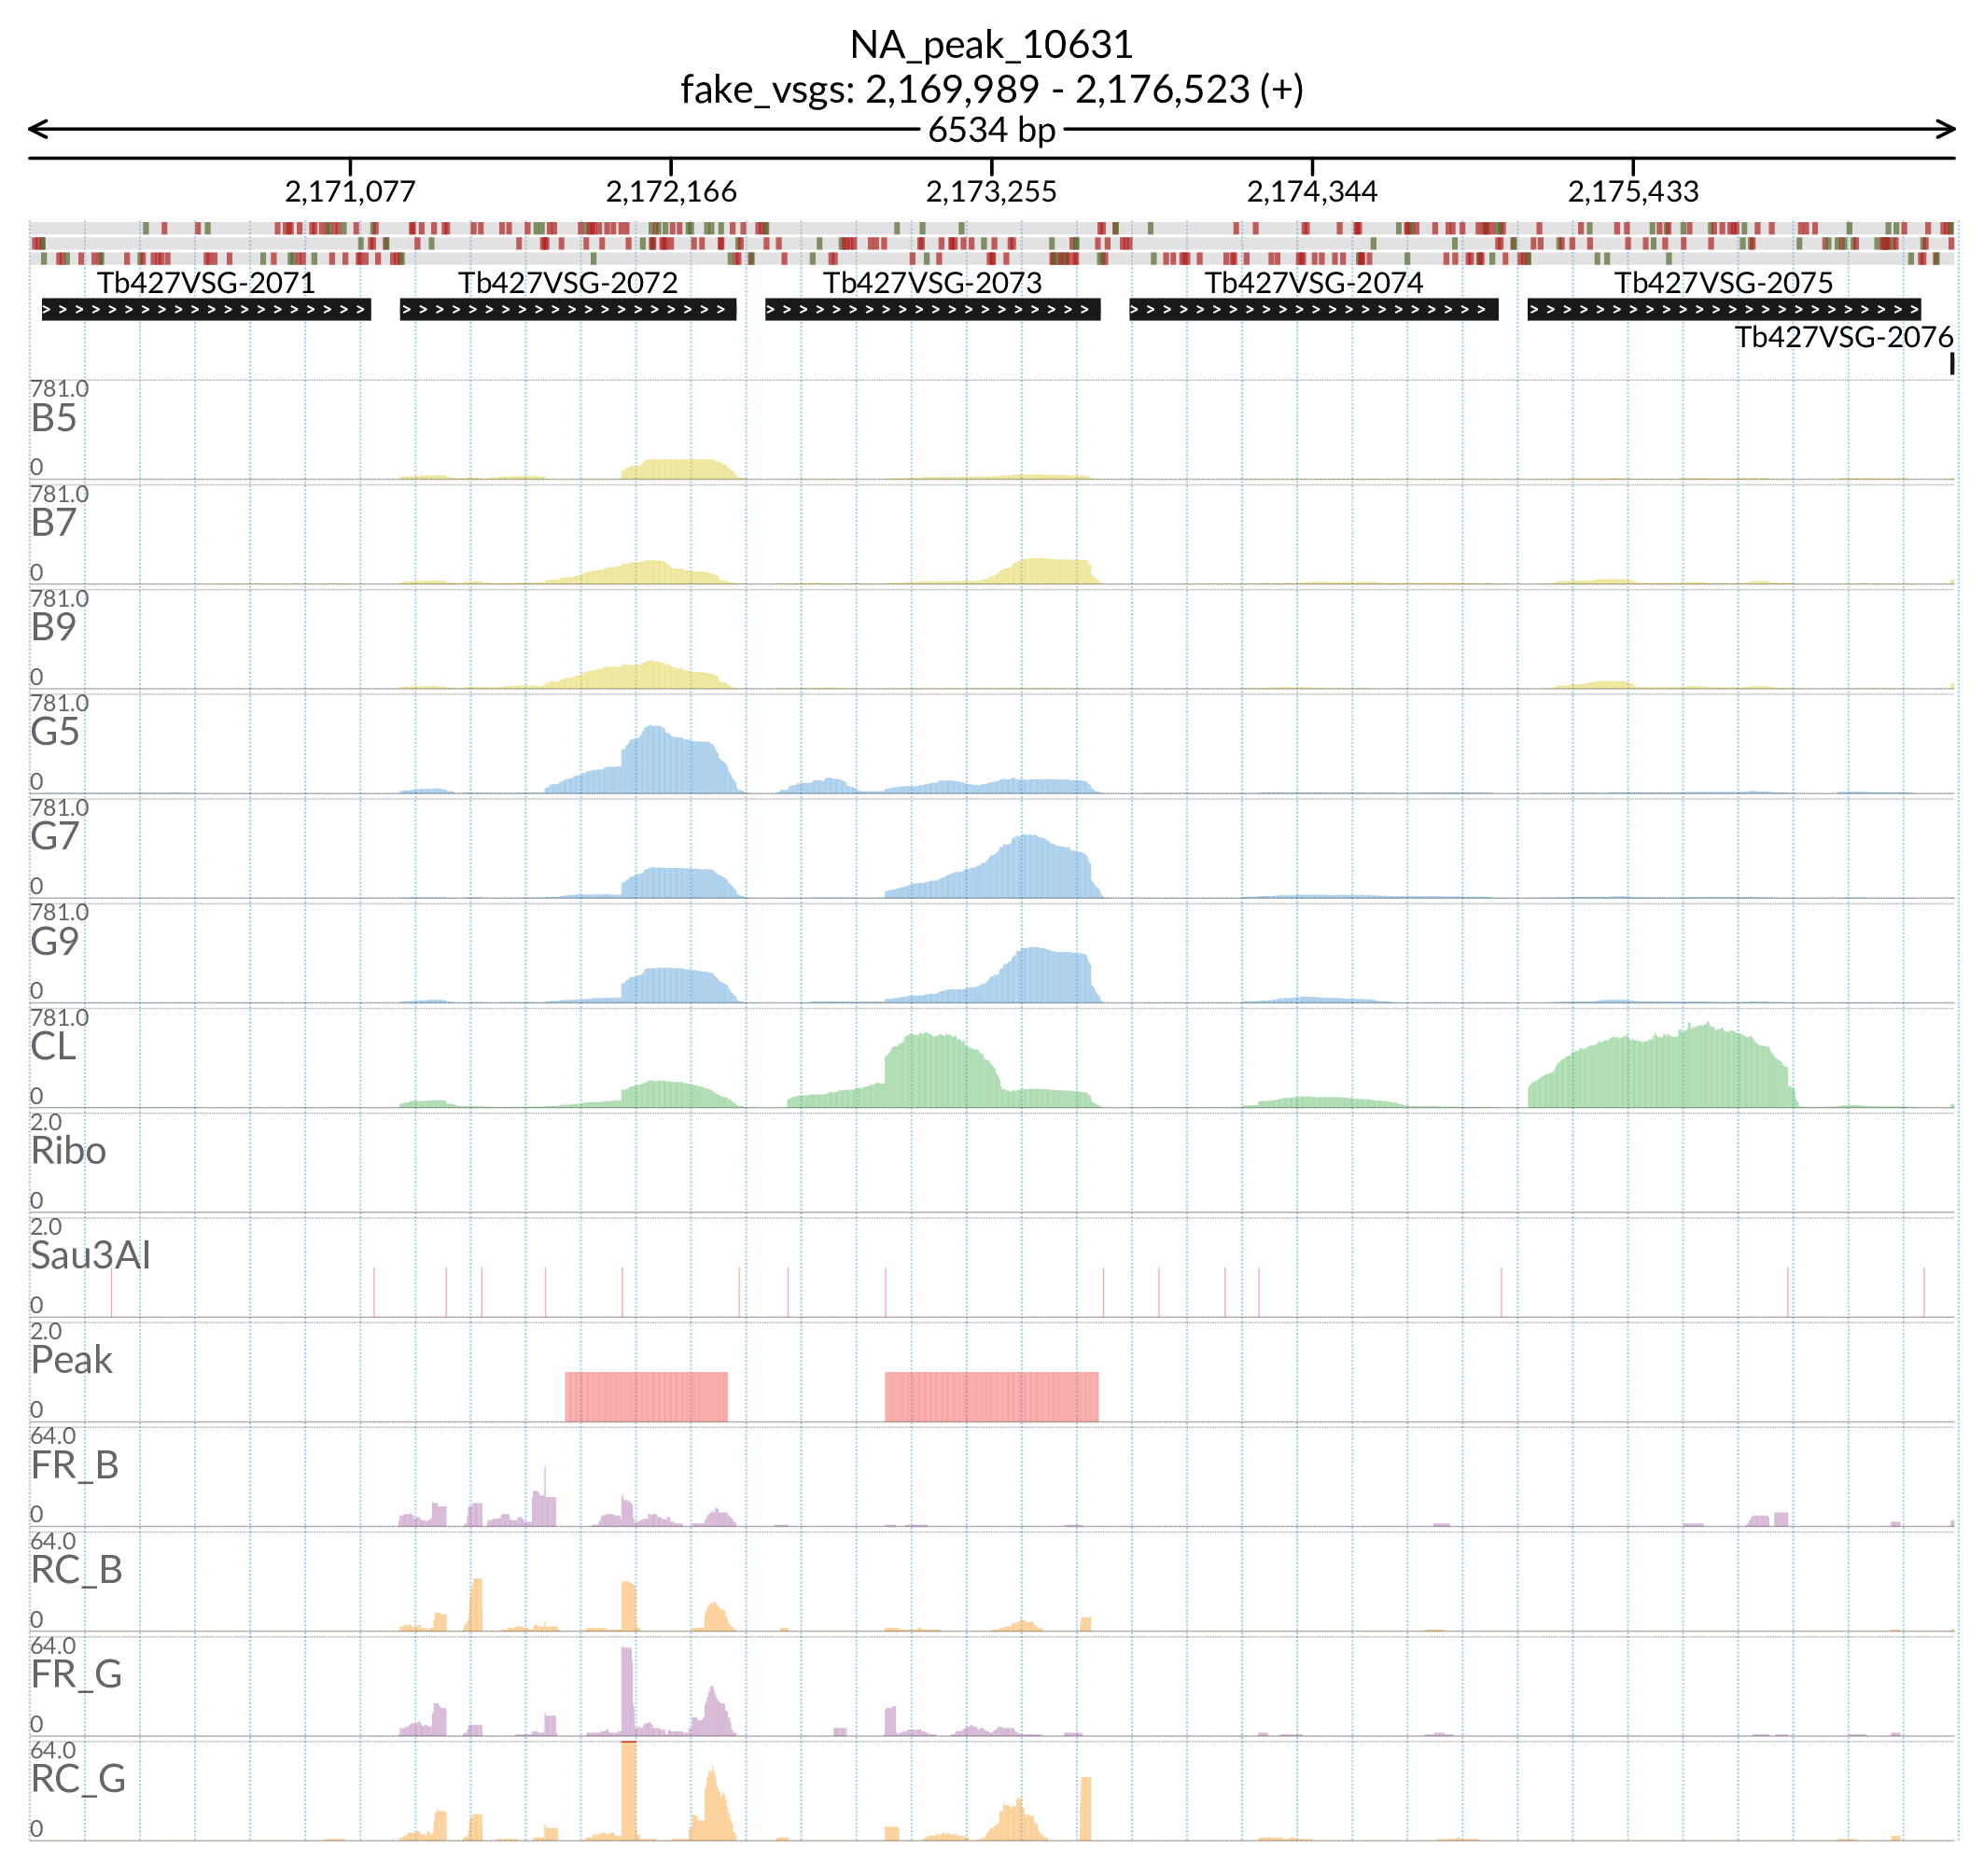 NA_peak_10631
fake_vsgs: 2,169,989 - 2,176,523 (+)
6534 bp
2,171,077 2,172,166 2,173,255 2,174,344 2,175,433
Tb427VSG-2071 Tb427VSG-2072 Tb427VSG-2073 Tb427VSG-2074 Tb427VSG-2075
Tb427VSG-2076
781.0
B5
0
781.0
B7
0
781.0
B9
0
781.0
G5
0
781.0
G7
0
781.0
G9
0
781.0
CL
0
2.0
Ribo
0
2.0
Sau3AI
0
2.0
Peak
0
64.0
FR_B
0
64.0
RC_B
0
64.0
FR_G
0
64.0
RC_G
0